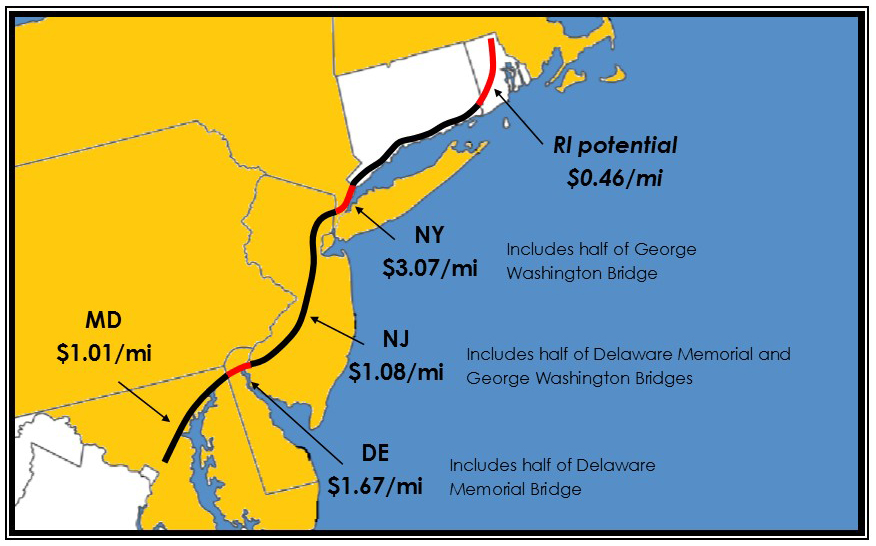 RI potential
$0.46/mi
NY
$3.07/mi
Includes half of George
Washington Bridge
MD
$1.01/mi
NJ
$1.08/mi
Includes half of Delaware Memorial and
George Washington Bridges
DE
$1.67/mi
Includes half of Delaware
Memorial Bridge